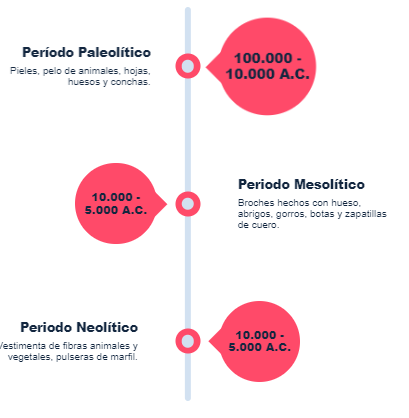 Período Paleolítico
Pieles, pelo de animales, hojas,
huesos y conchas.
100.000 -
10.000 A.C.
10.000 -
5.000 A.C.
Periodo Mesolítico
Broches hechos con hueso,
abrigos, gorros, botas y zapatillas
de cuero.
Periodo Neolítico
Vestimenta de fibras animales y
vegetales, pulseras de marfil.
10.000 -
5.000 A.C.